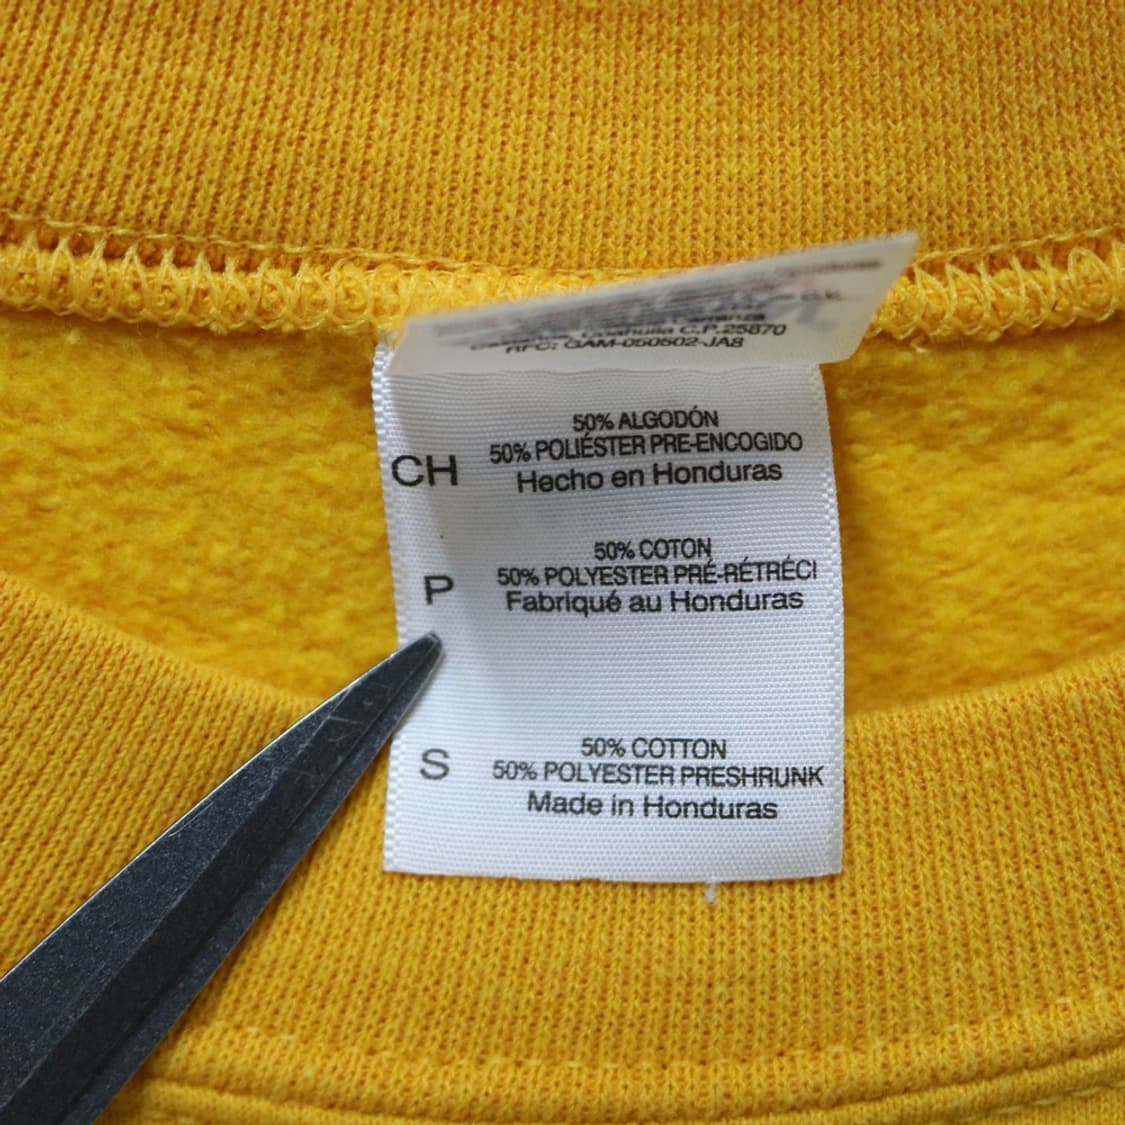 Coahuila C.P.25870
RFC: GAM-050502-JA8
CH
50% ALGODÓN
50% POLIÉSTER PRE-ENCOGIDO
Hecho en Honduras
P
50% COTON
50% POLYESTER PRÉ-RÉTRÉCI
Fabriqué au Honduras
S
50% COTTON
50% POLYESTER PRESHRUNK
Made in Honduras